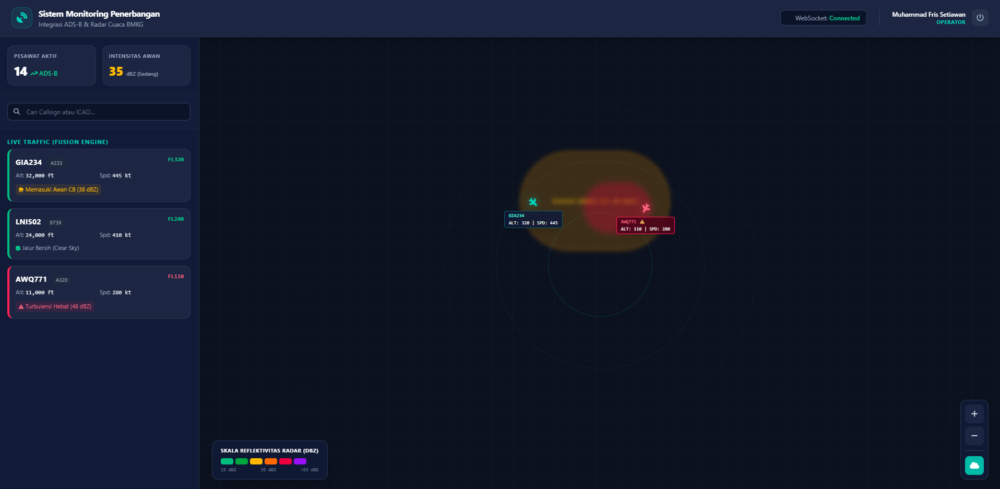 Sistem Monitoring Penerbangan
Integrasi ADS-B & Radar Cuaca BMKG
WebSocket: Connected
Muhammad Fris Setiawan
OPERATOR
PESAWAT AKTIF
14 ADS-B
INTENSITAS AWAN
35 dBZ (Sedang)
Cari Callsign atau ICAO...
LIVE TRAFFIC (FUSION ENGINE)
GIA234 A333 FL320
Alt: 32,000 ft Spd: 445 kt
Memasuki Awan CB (38 dBZ)
LNI502 B739 FL240
Alt: 24,000 ft Spd: 410 kt
Jalur Bersih (Clear Sky)
AWQ771 A320 FL110
Alt: 11,000 ft Spd: 280 kt
Turbulensi Hebat (48 dBZ)
GIA234
ALT: 320 | SPD: 445
AWQ771
ALT: 110 | SPD: 280
SKALA REFLEKTIVITAS RADAR (DBZ)
15 dBZ 35 dBZ >55 dBZ